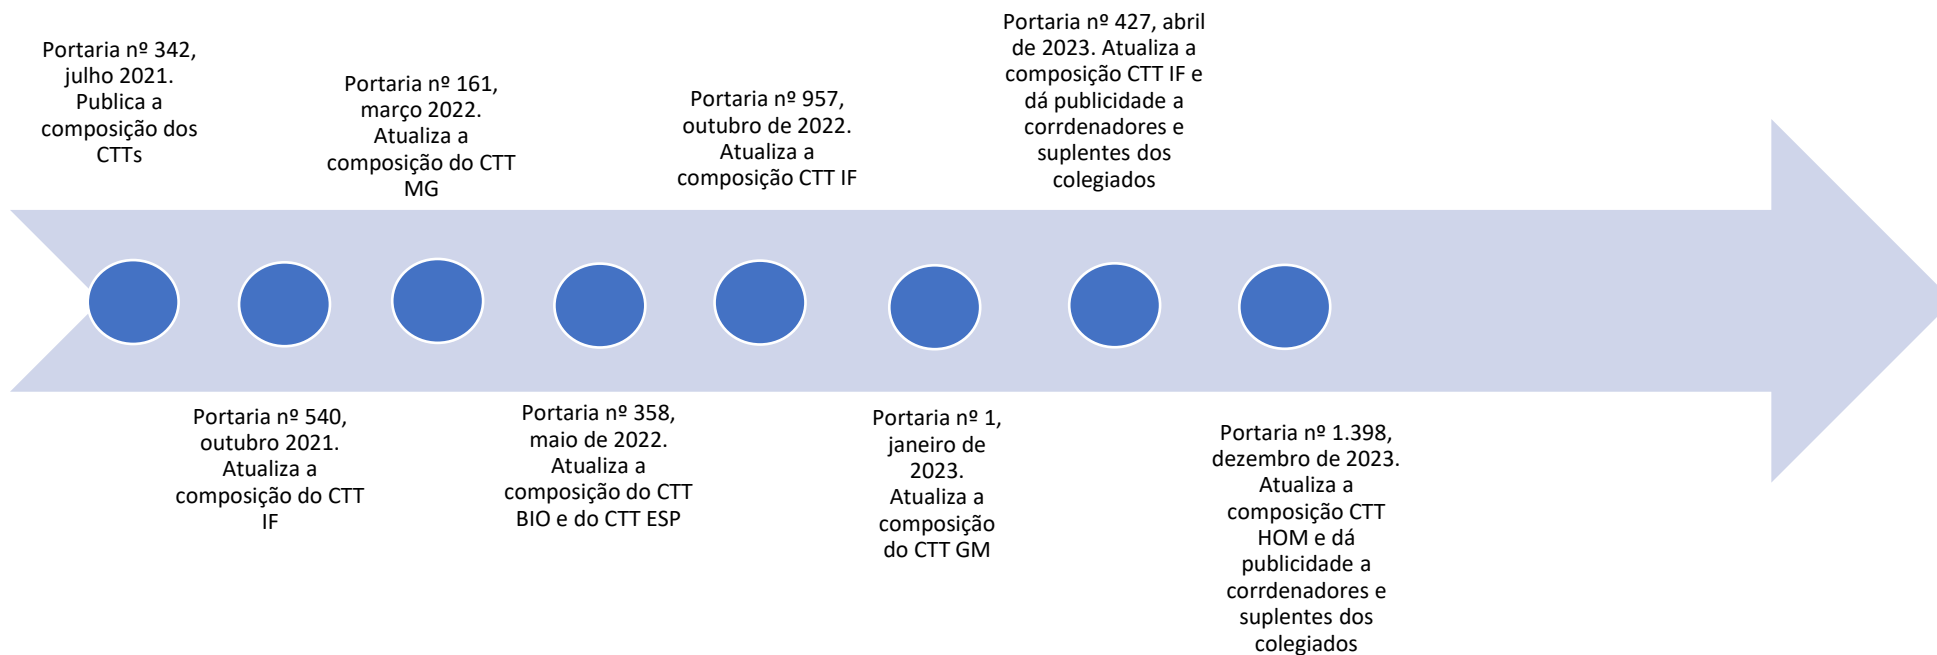 Portaria nº 342,
julho 2021.
Publica a
composição dos
CTTs
Portaria nº 540,
outubro 2021.
Atualiza a
composição do CTT
IF
Portaria nº 161,
março 2022.
Atualiza a
composição do CTT
MG
Portaria nº 358,
maio de 2022.
Atualiza a
composição do CTT
BIO e do CTT ESP
Portaria nº 957,
outubro de 2022.
Atualiza a
composição CTT IF
Portaria nº 1,
janeiro de
2023.
Atualiza a
composição
do CTT GM
Portaria nº 427, abril
de 2023. Atualiza a
composição CTT IF e
dá publicidade a
corrdenadores e
suplentes dos
colegiados
Portaria nº 1.398,
dezembro de 2023.
Atualiza a
composição CTT
HOM e dá
publicidade a
corrdenadores e
suplentes dos
colegiados